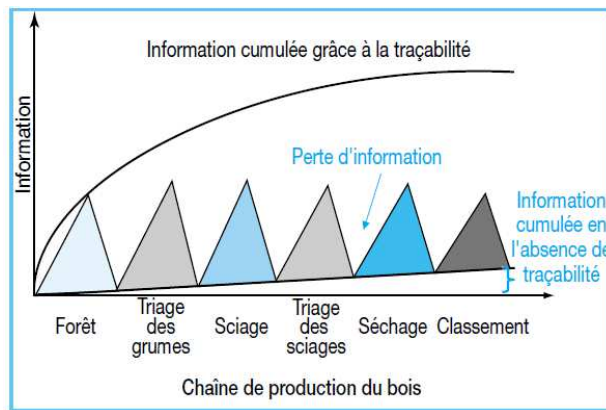 Information cumulée grâce à la traçabilité
Information
Perte d'information
Information
cumulée en
l'absence de
traçabilité
Forêt
Triage
des
grumes
Sciage
Triage
des
sciages
Séchage
Classement
Chaîne de production du bois